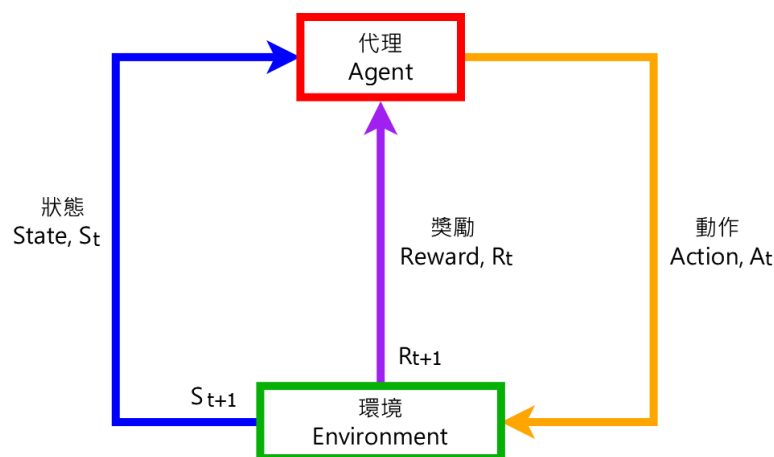 代理
Agent
狀態
State, St
獎勵
Reward, Rt
動作
Action, At
Rt+1
St+1
環境
Environment